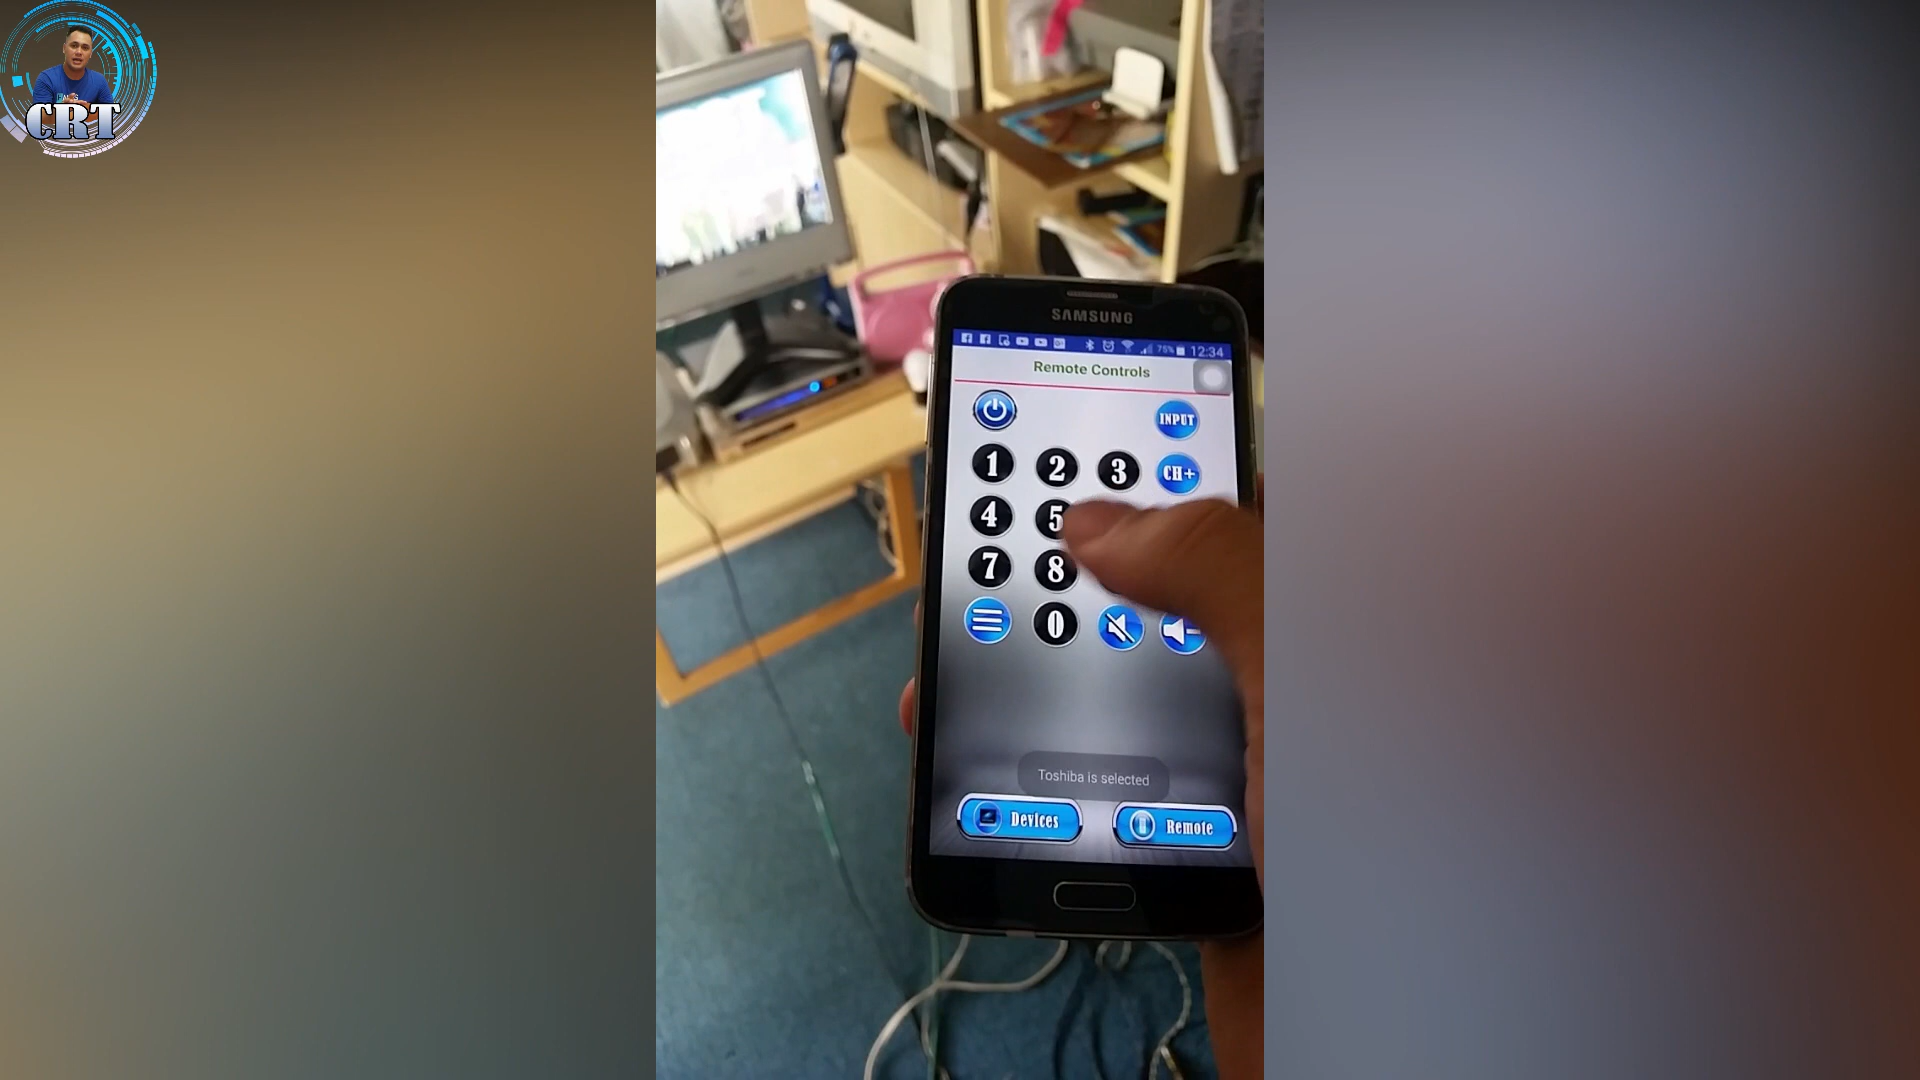 CRT
SAMSUNG
75% 12:34
Remote Controls
INPUT
1 2 3 CH+
4 5
7 8
0
Toshiba is selected
Devices Remote